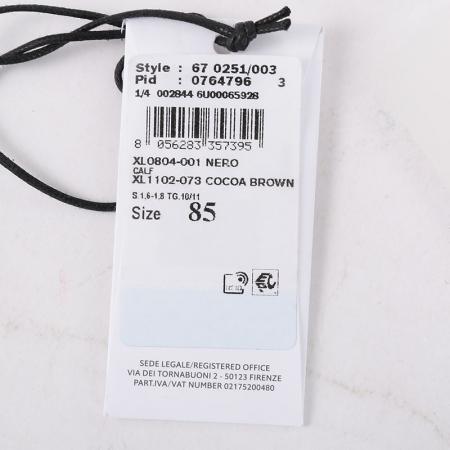 Style : 67 0251/003
Pid : 0764796 3
1/4 002844 6U00065928
8 056283 357395
XL0804-001 NERO
CALF
XL1102-073 COCOA BROWN
S.1,6-1,8 TG.10/11
Size 85
SEDE LEGALE/REGISTERED OFFICE
VIA DEI TORNABUONI 2 - 50123 FIRENZE
PART.IVA/VAT NUMBER 02175200480